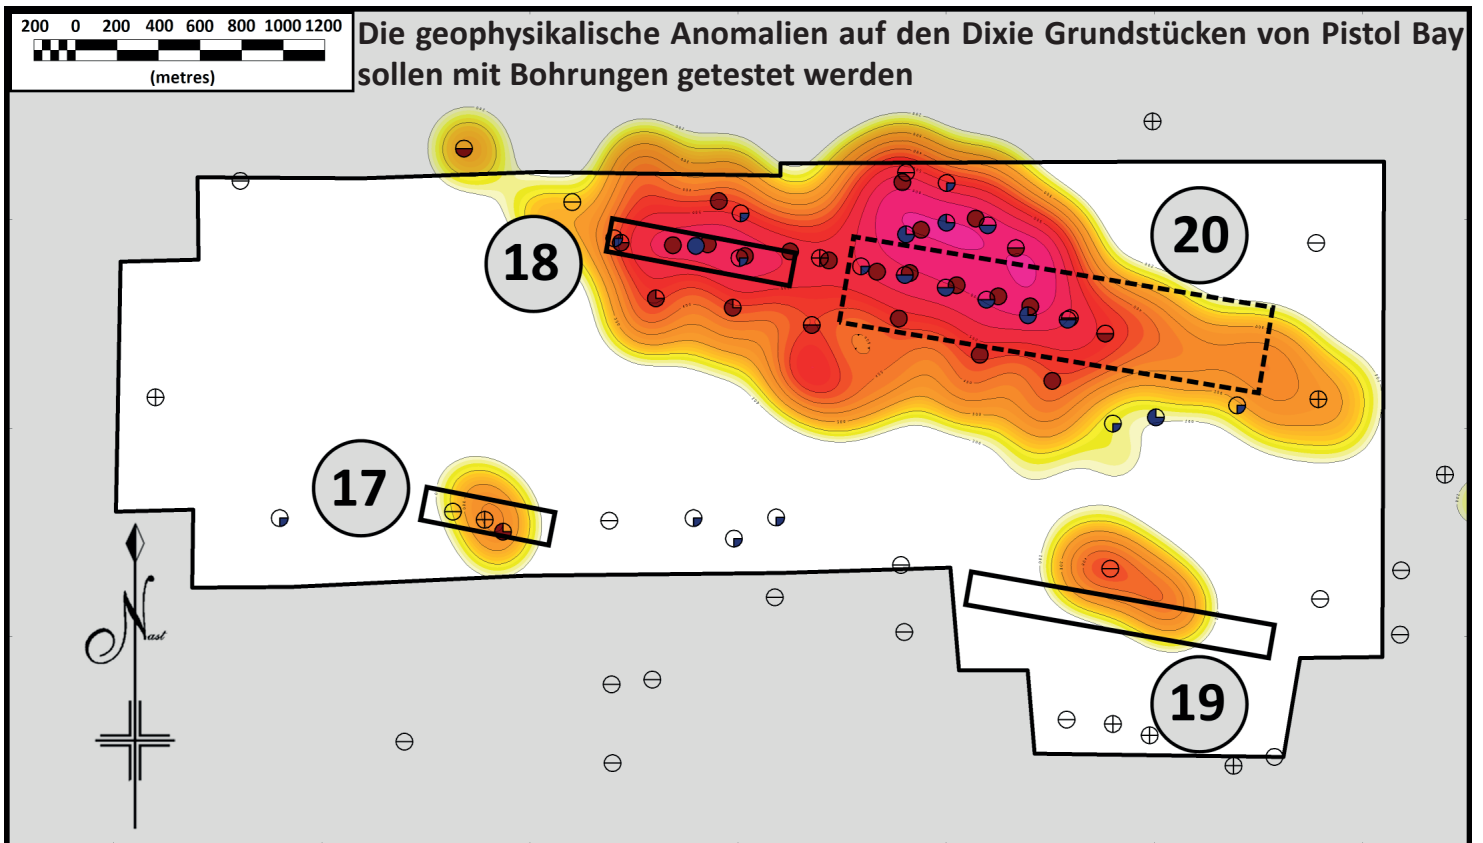 200 0 200 400 600 800 1000 1200
(metres)
Die geophysikalische Anomalien auf den Dixie Grundstücken von Pistol Bay
sollen mit Bohrungen getestet werden
20
18
17
19
Nast